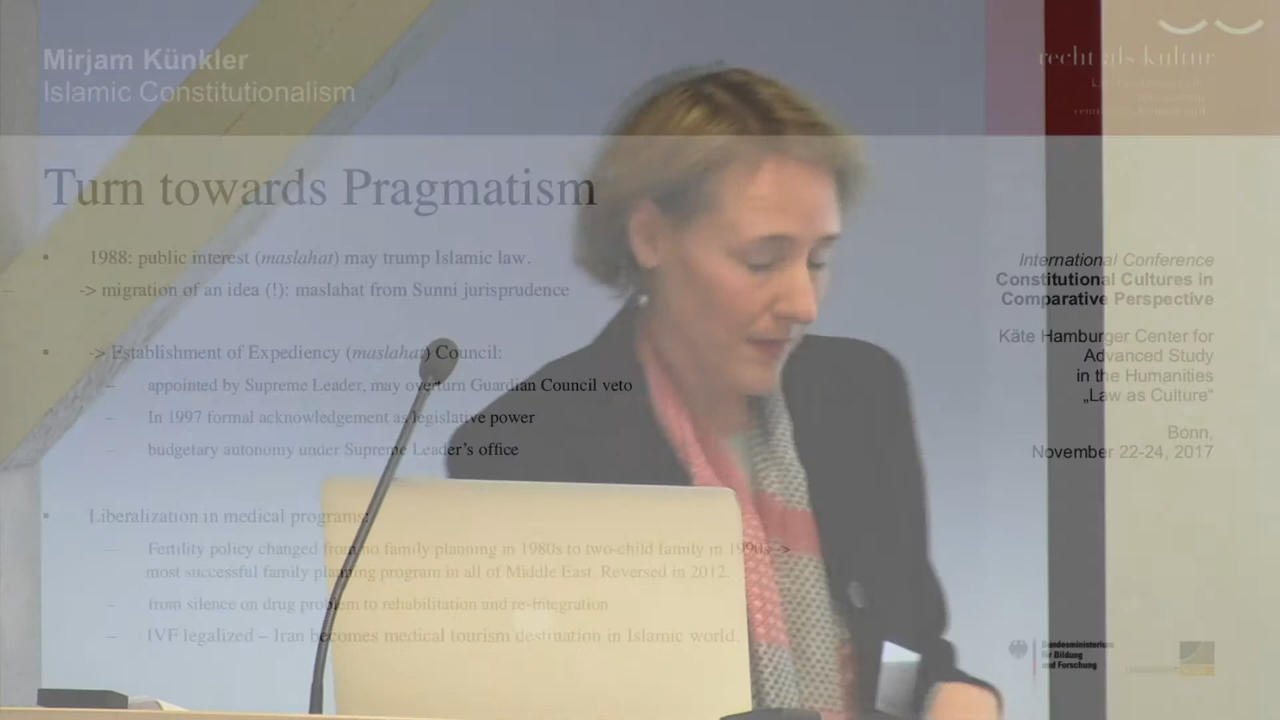 Mirjam Künkler
Islamic Constitutionalism
recht als kultur
Turn towards Pragmatism
• 1988: public interest (maslahat) may trump Islamic law.
– -> migration of an idea (!): maslahat from Sunni jurisprudence
• -> Establishment of Expediency (maslahat) Council:
– appointed by Supreme Leader, may overturn Guardian Council veto
– In 1997 formal acknowledgement as legislative power
– budgetary autonomy under Supreme Leader’s office
• Liberalization in medical programs:
– Fertility policy changed from no family planning in 1980s to two-child family in 1990s ->
most successful family planning program in all of Middle East. Reversed in 2012.
– from silence on drug problem to rehabilitation and re-integration
– IVF legalized – Iran becomes medical tourism destination in Islamic world.
International Conference
Constitutional Cultures in
Comparative Perspective
Käte Hamburger Center for
Advanced Study
in the Humanities
„Law as Culture“
Bonn,
November 22-24, 2017
Bundesministerium
für Bildung
und Forschung